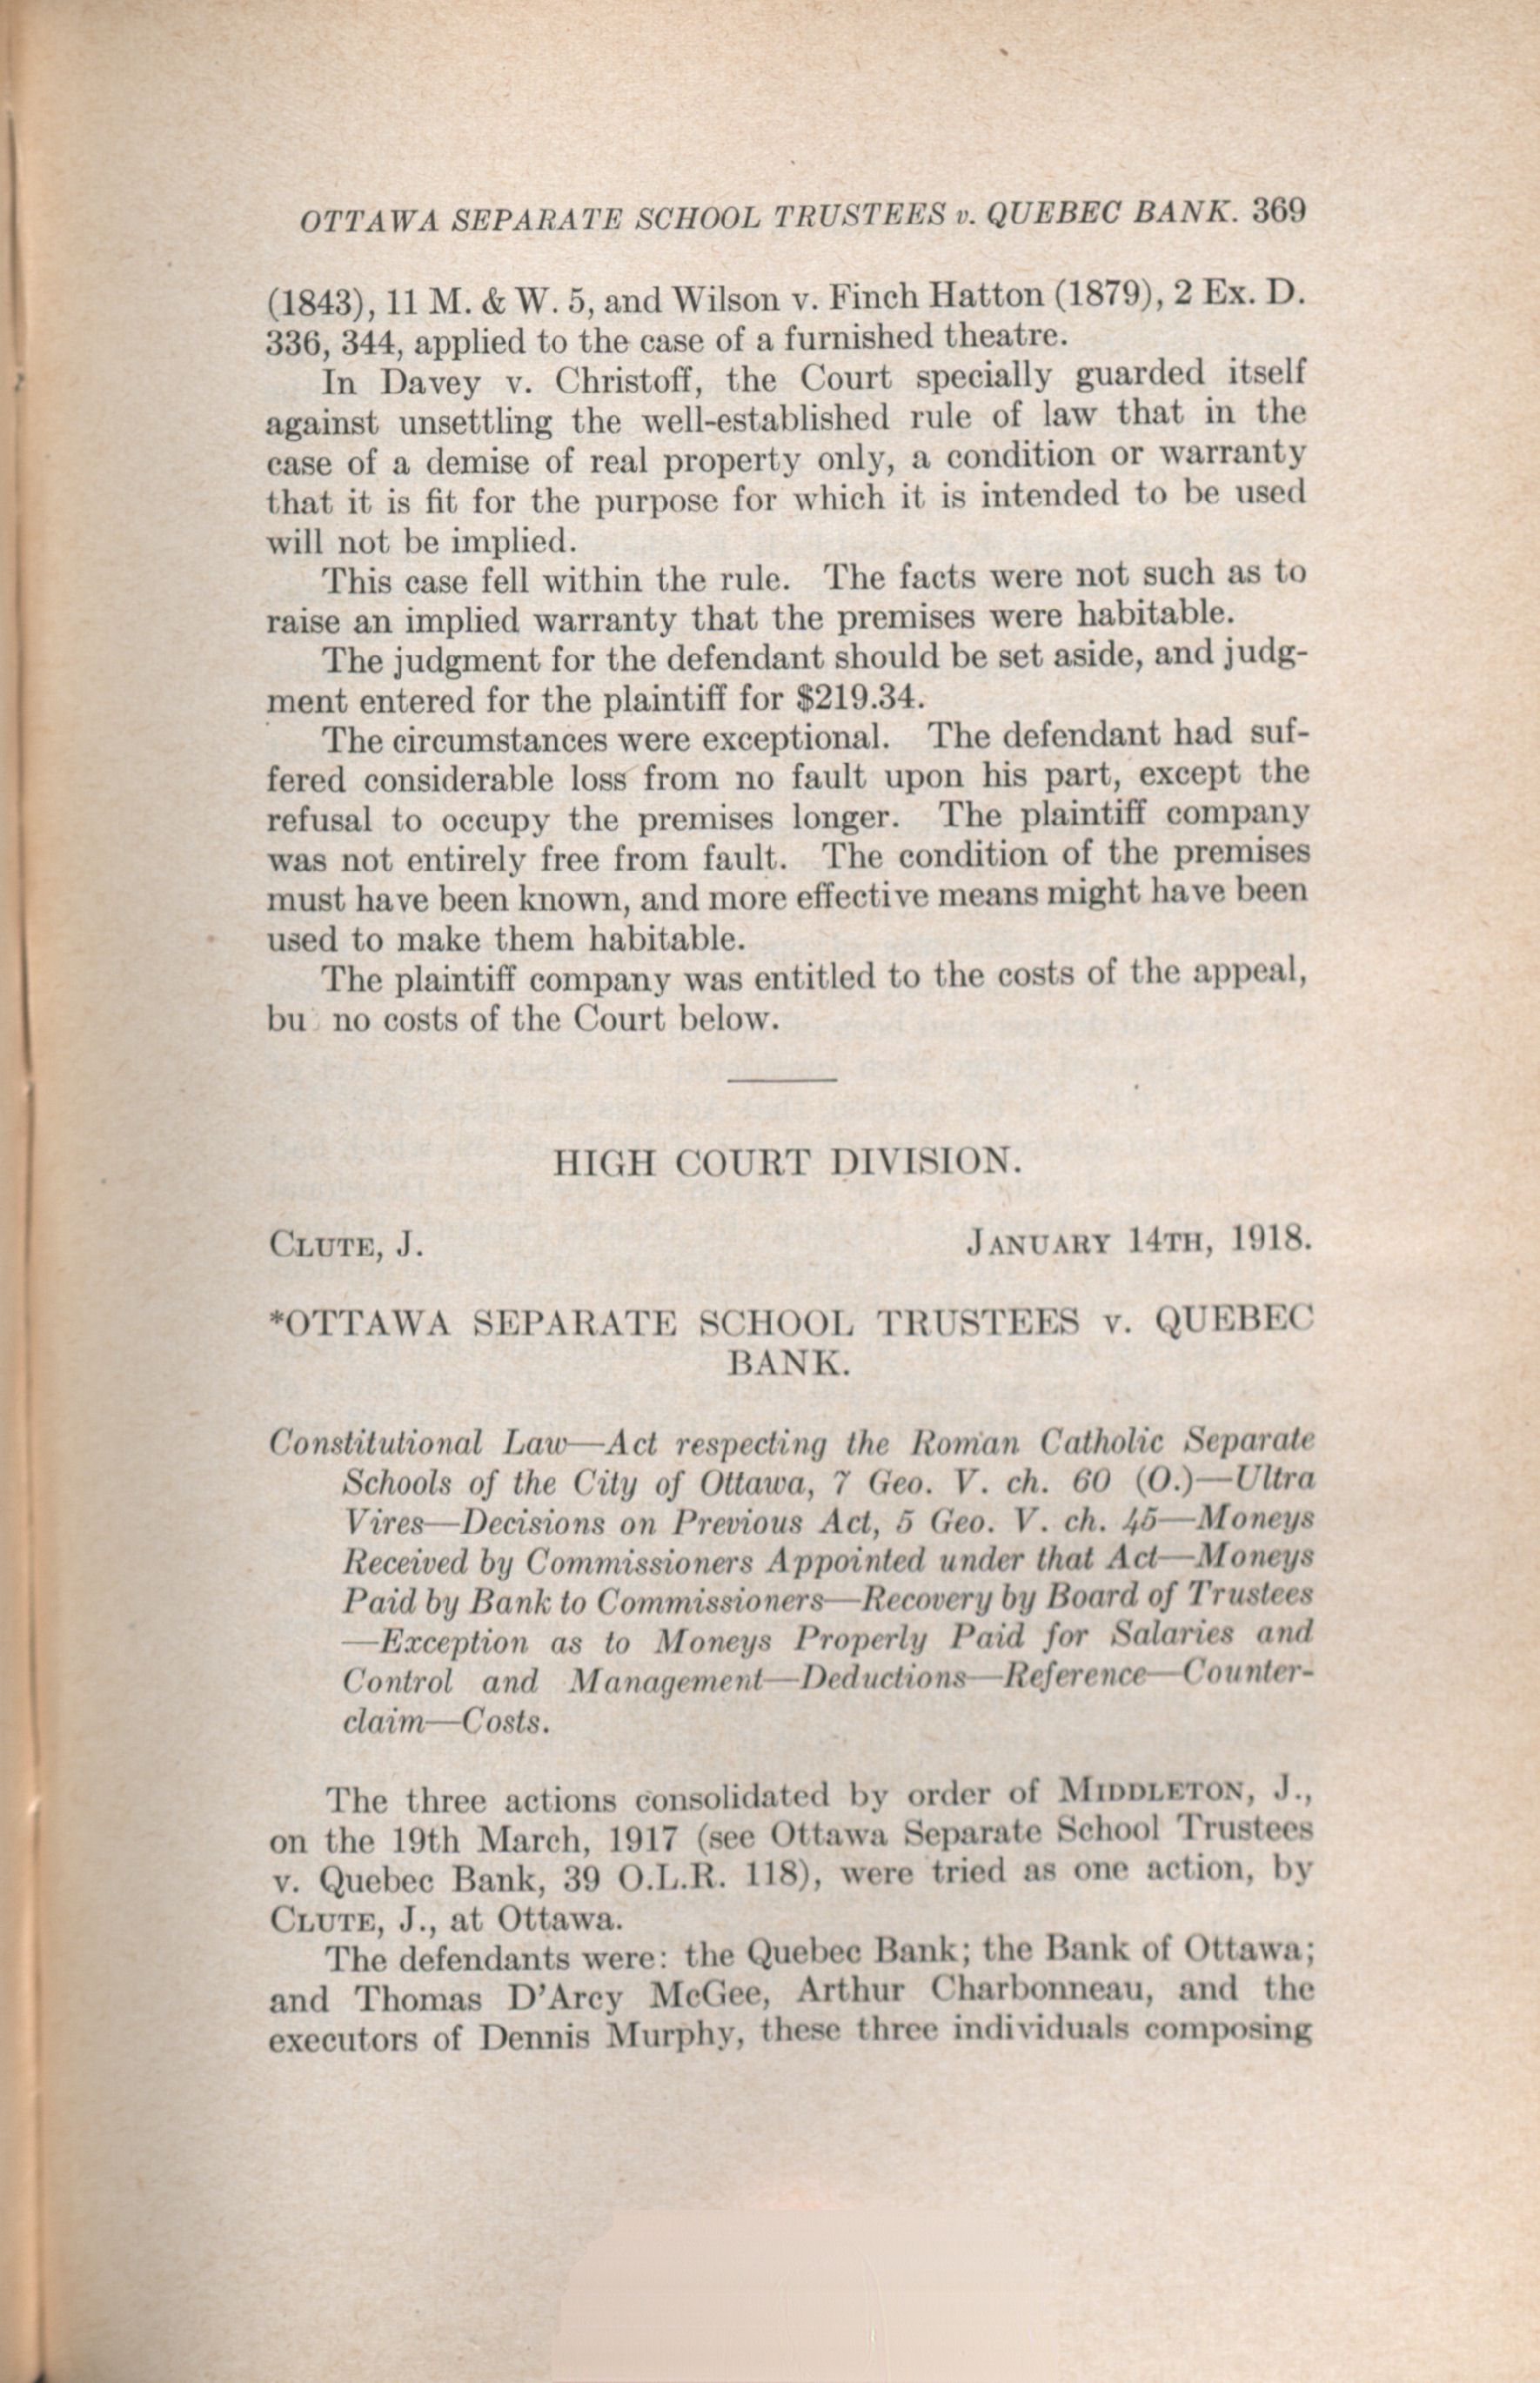 OTTAWA SEPARATE SCHOOL TRUSTEES v. QUEBEC BANK. 369
(1843), 11 M. & W. 5, and Wilson v. Finch Hatton (1879), 2 Ex. D.
336, 344, applied to the case of a furnished theatre.
In Davey v. Christoff, the Court specially guarded itself
against unsettling the well-established rule of law that in the
case of a demise of real property only, a condition or warranty
that it is fit for the purpose for which it is intended to be used
will not be implied.
This case fell within the rule. The facts were not such as to
raise an implied warranty that the premises were habitable.
The judgment for the defendant should be set aside, and judg-
ment entered for the plaintiff for $219.34.
The circumstances were exceptional. The defendant had suf-
fered considerable loss from no fault upon his part, except the
refusal to occupy the premises longer. The plaintiff company
was not entirely free from fault. The condition of the premises
must have been known, and more effective means might have been
used to make them habitable.
The plaintiff company was entitled to the costs of the appeal,
bu no costs of the Court below.
HIGH COURT DIVISION.
CLUTE, J. JANUARY 14TH, 1918.
*OTTAWA SEPARATE SCHOOL TRUSTEES v. QUEBEC
BANK.
Constitutional Law—Act respecting the Roman Catholic Separate
Schools of the City of Ottawa, 7 Geo. V. ch. 60 (O.)—Ultra
Vires—Decisions on Previous Act, 5 Geo. V. ch. 45—Moneys
Received by Commissioners Appointed under that Act—Moneys
Paid by Bank to Commissioners—Recovery by Board of Trustees
—Exception as to Moneys Properly Paid for Salaries and
Control and Management—Deductions—Reference—Counter-
claim—Costs.
The three actions consolidated by order of MIDDLETON, J.,
on the 19th March, 1917 (see Ottawa Separate School Trustees
v. Quebec Bank, 39 O.L.R. 118), were tried as one action, by
CLUTE, J., at Ottawa.
The defendants were: the Quebec Bank; the Bank of Ottawa;
and Thomas D'Arcy McGee, Arthur Charbonneau, and the
executors of Dennis Murphy, these three individuals composing